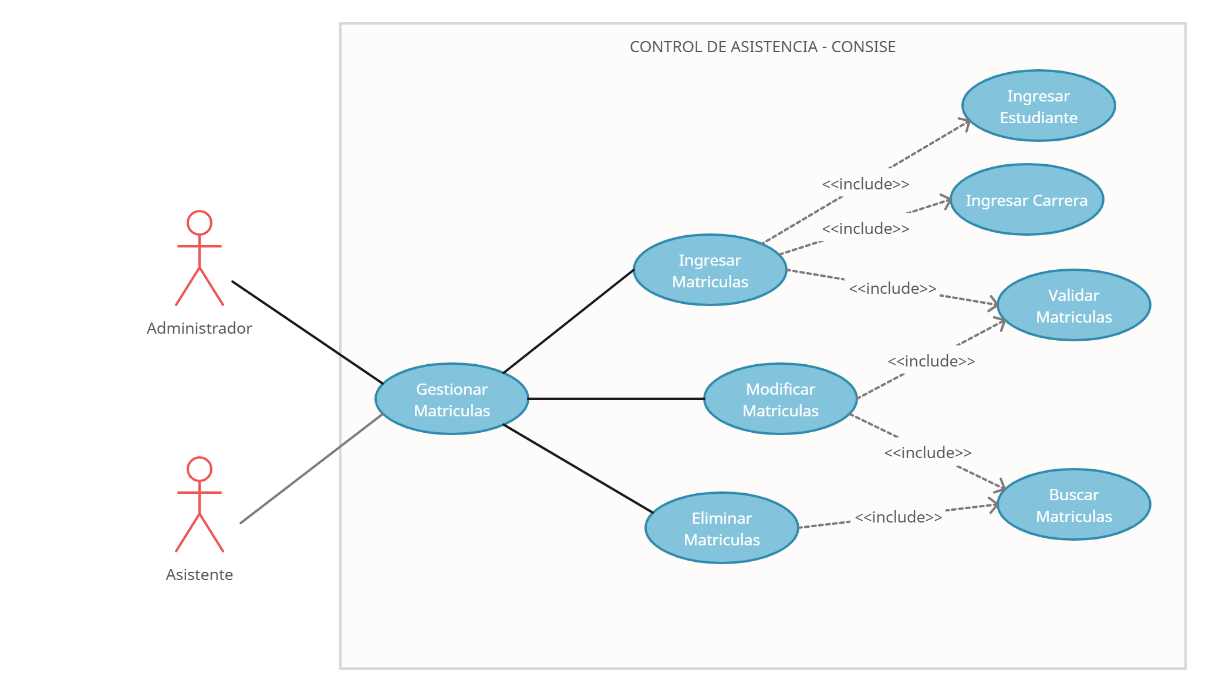 CONTROL DE ASISTENCIA - CONSISE
Ingresar
Estudiante
<<include>>
Ingresar Carrera
<<include>>
Ingresar
Matriculas
<<include>>
Validar
Matriculas
Administrador
<<include>>
Gestionar
Matriculas
Modificar
Matriculas
<<include>>
Buscar
Matriculas
Eliminar
Matriculas
<<include>>
Asistente